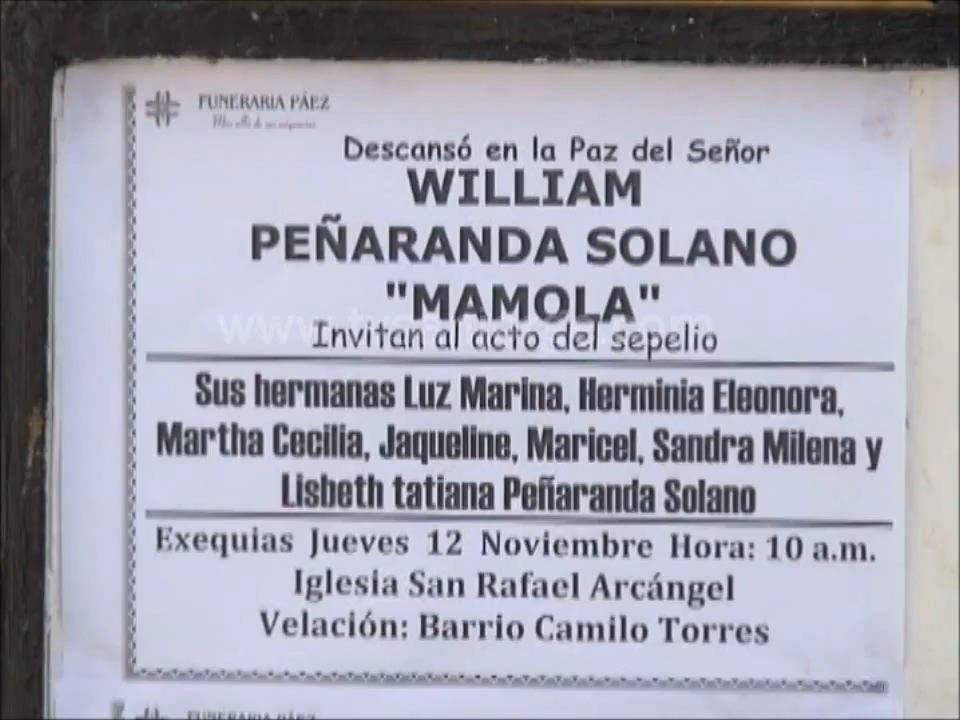 FUNERARIA PÁEZ
Descansó en la Paz del Señor
WILLIAM
PEÑARANDA SOLANO
"MAMOLA"
Invitan al acto del sepelio
Sus hermanas Luz Marina, Herminia Eleonora,
Martha Cecilia, Jaqueline, Maricel, Sandra Milena y
Lisbeth tatiana Peñaranda Solano
Exequias Jueves 12 Noviembre Hora: 10 a.m.
Iglesia San Rafael Arcángel
Velación: Barrio Camilo Torres
FUNERARIA PÁEZ